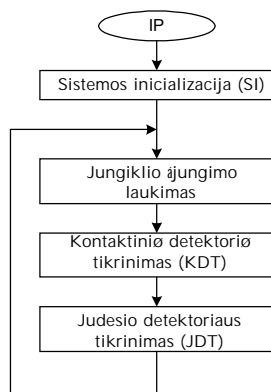 IP
Sistemos inicializacija (SI)
Jungiklio ájungimo
laukimas
Kontaktiniø detektoriø
tikrinimas (KDT)
Judesio detektoriaus
tikrinimas (JDT)